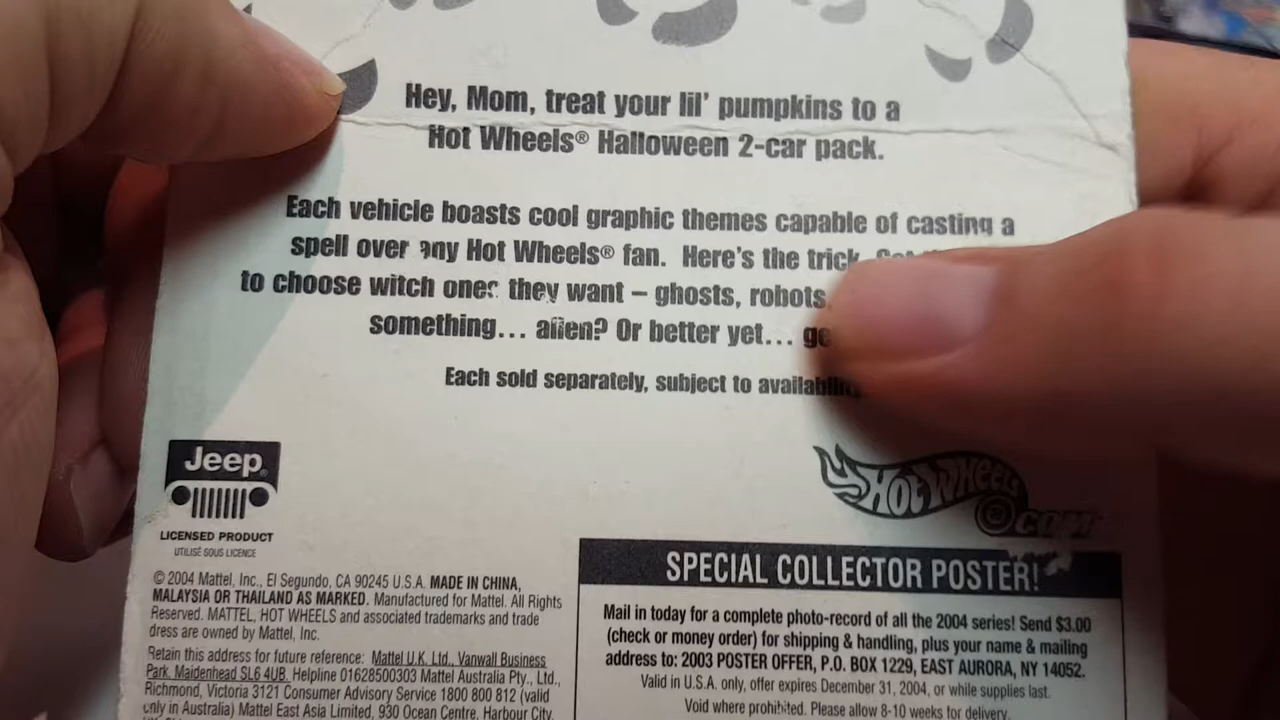 Hey, Mom, treat your lil' pumpkins to a
Hot Wheels® Halloween 2-car pack.
Each vehicle boasts cool graphic themes capable of casting a
spell over any Hot Wheels® fan. Here's the trick.
to choose witch ones they want – ghosts, robots,
something... alien? Or better yet...
Each sold separately, subject to availability
Jeep®
LICENSED PRODUCT
UTILISÉ SOUS LICENCE
Hot Wheels
.COM
© 2004 Mattel, Inc., El Segundo, CA 90245 U.S.A. MADE IN CHINA,
MALAYSIA OR THAILAND AS MARKED. Manufactured for Mattel. All Rights
Reserved. MATTEL, HOT WHEELS and associated trademarks and trade
dress are owned by Mattel, Inc.
Retain this address for future reference: Mattel U.K. Ltd., Vanwall Business
Park, Maidenhead SL6 4UB. Helpline 01628500303 Mattel Australia Pty., Ltd.,
Richmond, Victoria 3121 Consumer Advisory Service 1800 800 812 (valid
only in Australia) Mattel East Asia Limited, 930 Ocean Centre, Harbour City,
SPECIAL COLLECTOR POSTER!
Mail in today for a complete photo-record of all the 2004 series! Send $3.00
(check or money order) for shipping & handling, plus your name & mailing
address to: 2003 POSTER OFFER, P.O. BOX 1229, EAST AURORA, NY 14052.
Valid in U.S.A. only, offer expires December 31, 2004, or while supplies last.
Void where prohibited. Please allow 8-10 weeks for delivery.